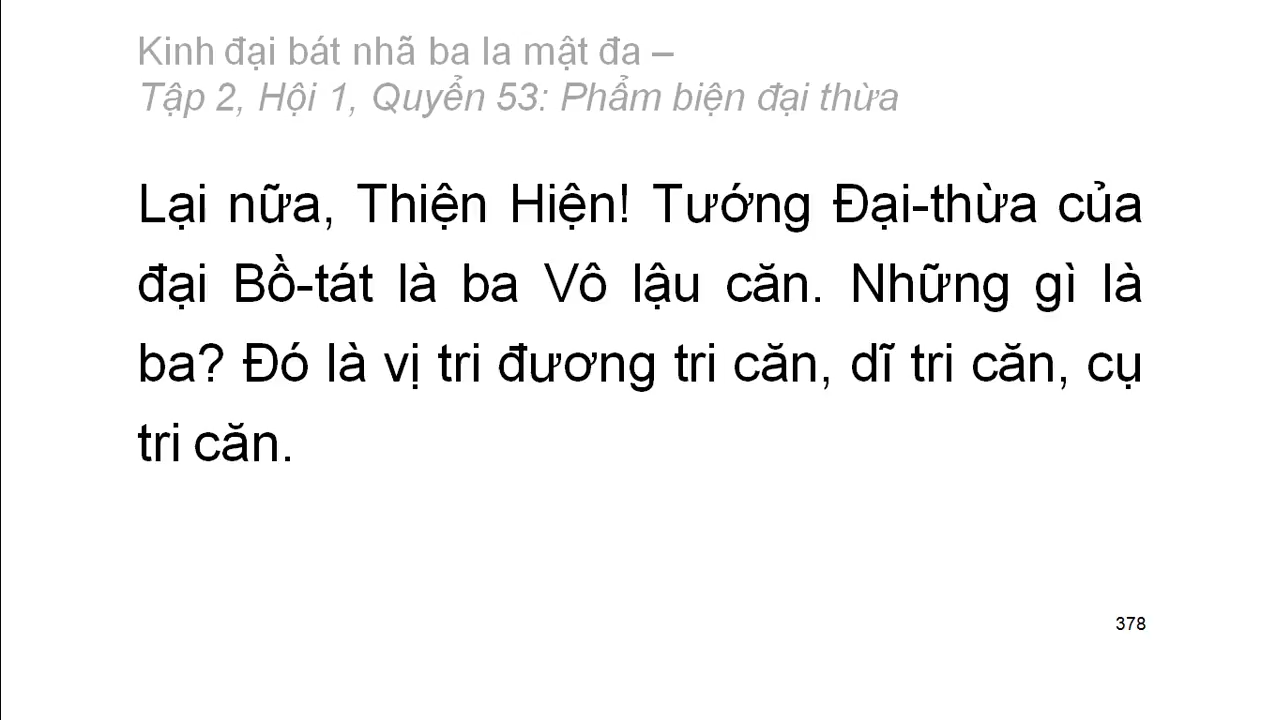 Kinh đại bát nhã ba la mật đa –
Tập 2, Hội 1, Quyển 53: Phẩm biện đại thừa
Lại nữa, Thiện Hiện! Tướng Đại-thừa của
đại Bồ-tát là ba Vô lậu căn. Những gì là
ba? Đó là vị tri đương tri căn, dĩ tri căn, cụ
tri căn.
378